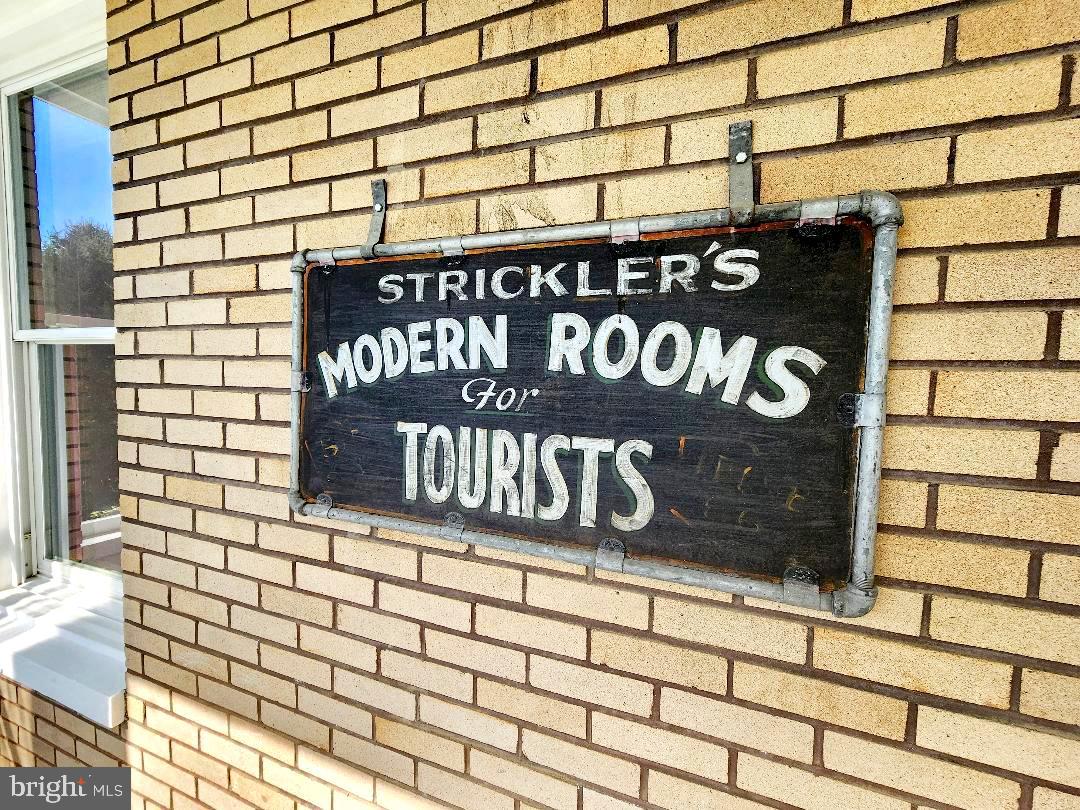 STRICKLER'S
MODERN ROOMS
For
TOURISTS
bright MLS